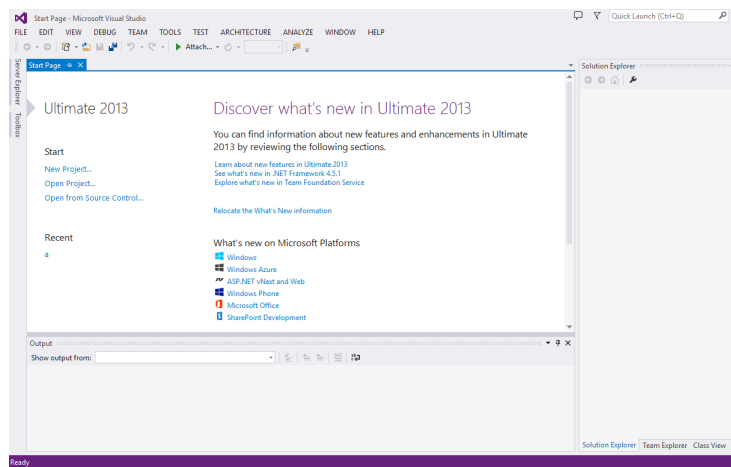 Start Page - Microsoft Visual Studio
Quick Launch (Ctrl+Q)
FILE EDIT VIEW DEBUG TEAM TOOLS TEST ARCHITECTURE ANALYZE WINDOW HELP
Attach...
Server Explorer
Toolbox
Start Page
Ultimate 2013
Start
New Project...
Open Project...
Open from Source Control...
Recent
a
Discover what's new in Ultimate 2013
You can find information about new features and enhancements in Ultimate
2013 by reviewing the following sections.
Learn about new features in Ultimate 2013
See what's new in .NET Framework 4.5.1
Explore what's new in Team Foundation Service
Relocate the What's New information
What's new on Microsoft Platforms
Windows
Windows Azure
ASP.NET vNext and Web
Windows Phone
Microsoft Office
SharePoint Development
Solution Explorer
Output
Show output from:
Solution Explorer Team Explorer Class View
Ready